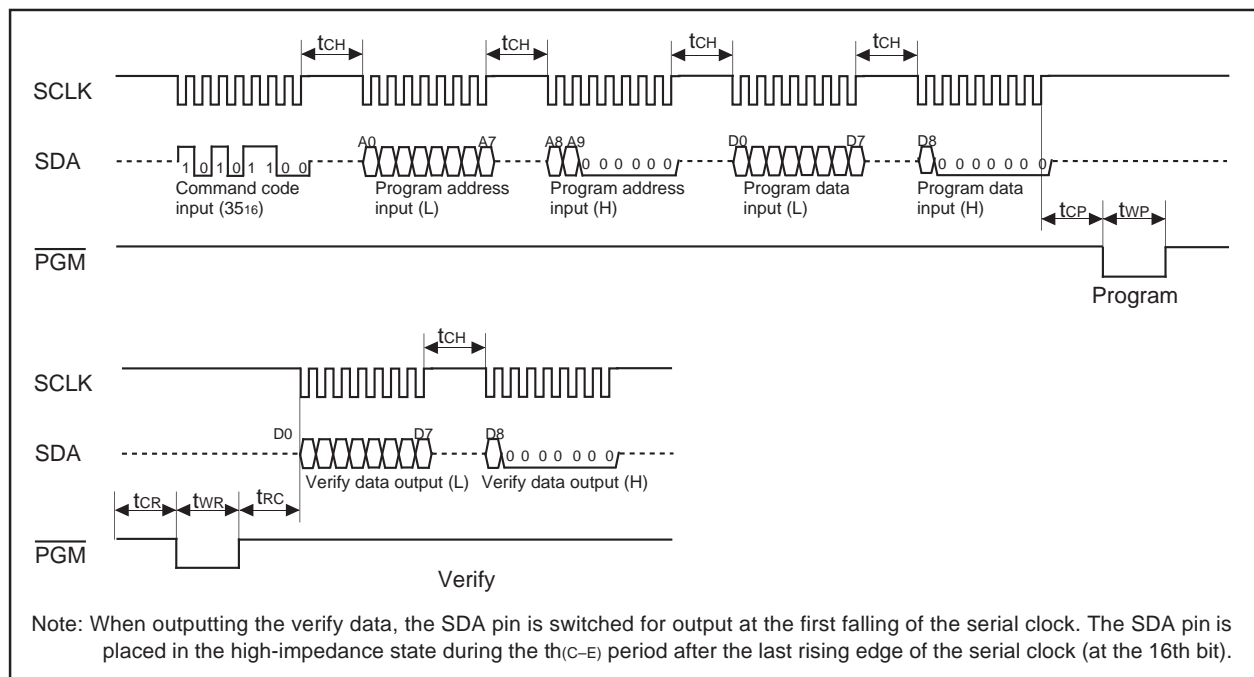 tCH tCH tCH tCH
SCLK
A0 A7 A8 A9 D0 D7 D8
SDA
1 0 1 0 1 1 0 0 0 0 0 0 0 0 0 0 0 0 0 0 0
Command code input (3516)
Program address input (L)
Program address input (H)
Program data input (L)
Program data input (H)
tCP tWP
PGM
Program
tCH
SCLK
D0 D7 D8
SDA
0 0 0 0 0 0 0
Verify data output (L) Verify data output (H)
tCR tWR tRC
PGM
Verify
Note: When outputting the verify data, the SDA pin is switched for output at the first falling of the serial clock. The SDA pin is
placed in the high-impedance state during the th(C–E) period after the last rising edge of the serial clock (at the 16th bit).